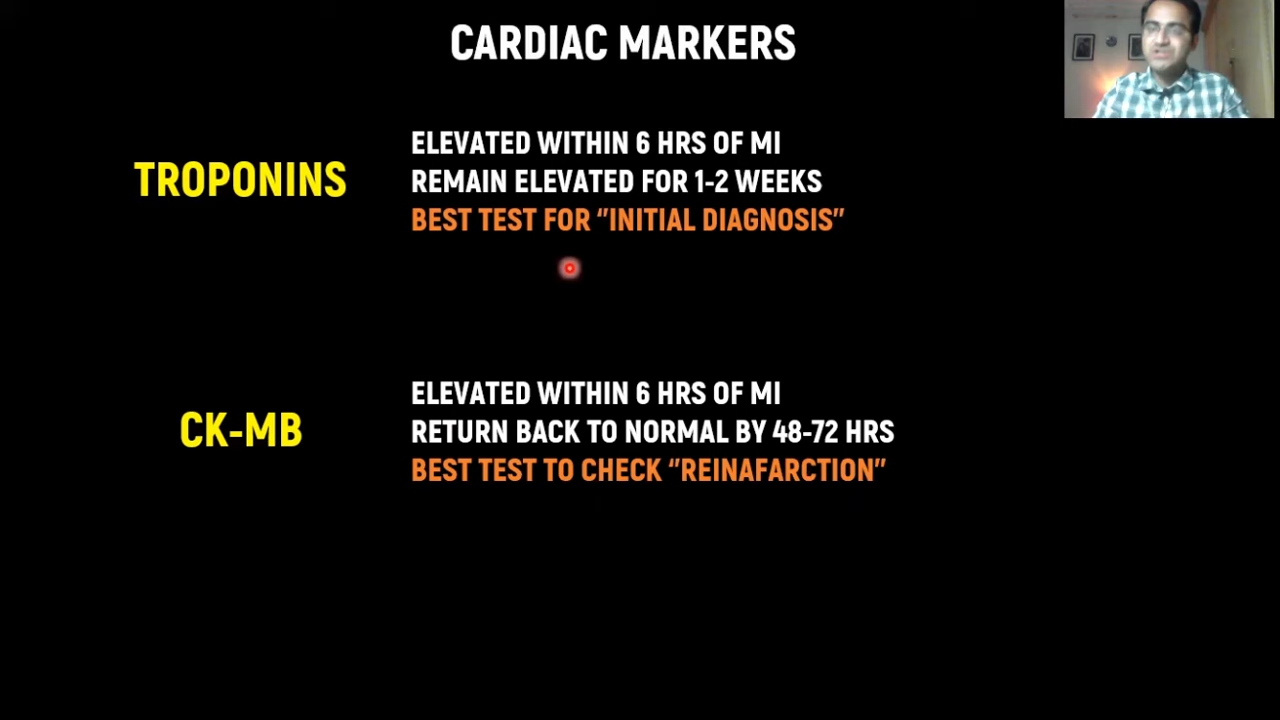 CARDIAC MARKERS
TROPONINS
ELEVATED WITHIN 6 HRS OF MI
REMAIN ELEVATED FOR 1-2 WEEKS
BEST TEST FOR “INITIAL DIAGNOSIS”
CK-MB
ELEVATED WITHIN 6 HRS OF MI
RETURN BACK TO NORMAL BY 48-72 HRS
BEST TEST TO CHECK “REINAFARCTION”